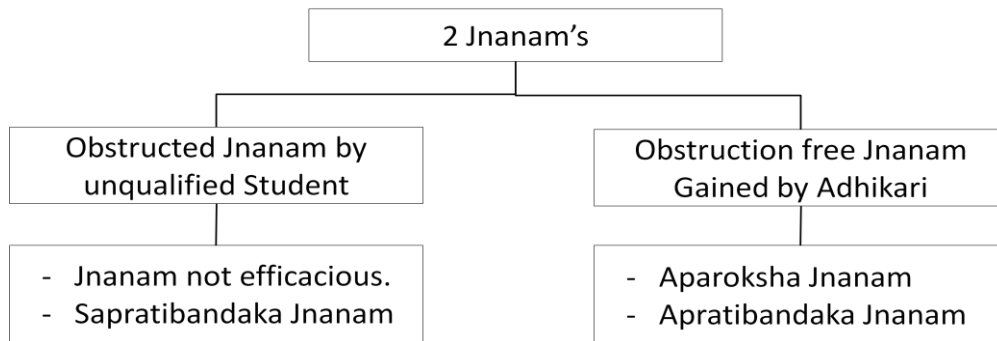 2 Jnanam’s
Obstructed Jnanam by
unqualified Student
Obstruction free Jnanam
Gained by Adhikari
- Jnanam not efficacious.
- Sapratibandaka Jnanam
- Aparoksha Jnanam
- Apratibandaka Jnanam